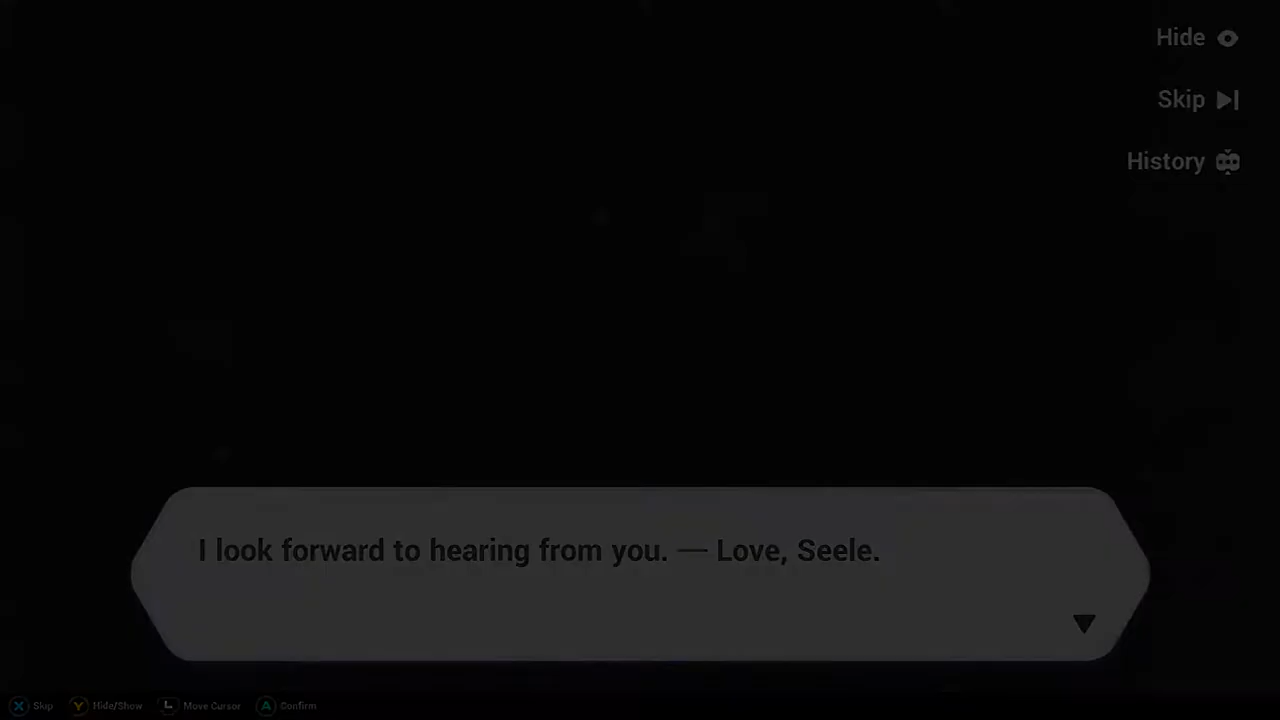 Hide
Skip
History
I look forward to hearing from you. — Love, Seele.
X Skip Y Hide/Show L Move Cursor A Confirm